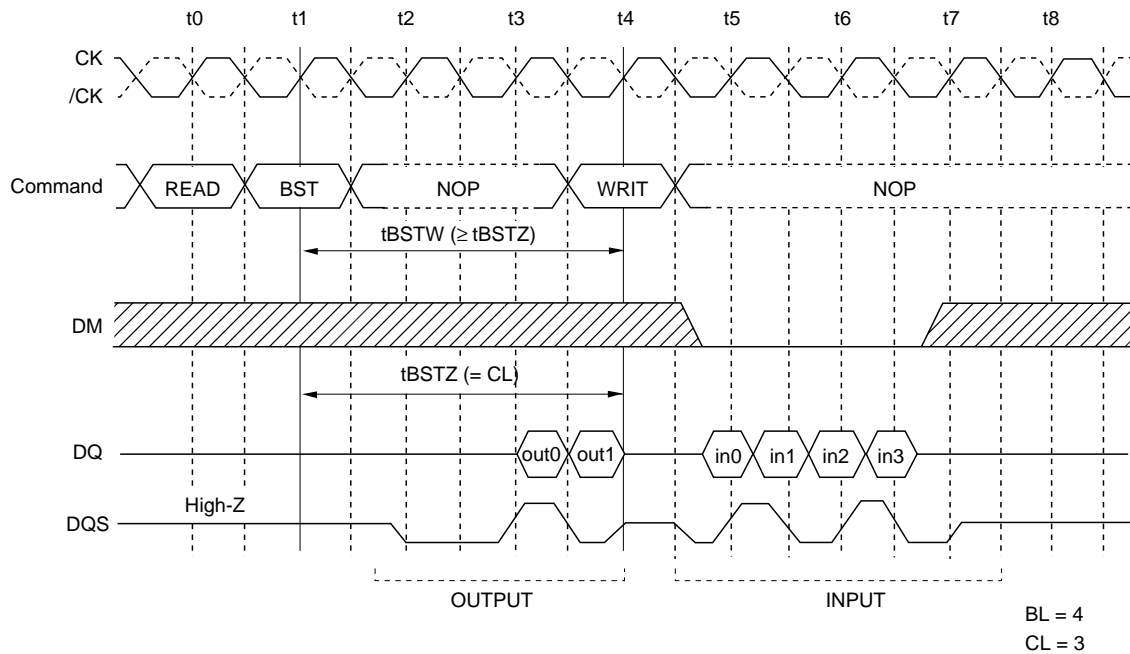 t0 t1 t2 t3 t4 t5 t6 t7 t8
CK
/CK
Command READ BST NOP WRIT NOP
tBSTW (≥ tBSTZ)
DM
tBSTZ (= CL)
DQ out0 out1 in0 in1 in2 in3
High-Z
DQS
OUTPUT INPUT
BL = 4
CL = 3